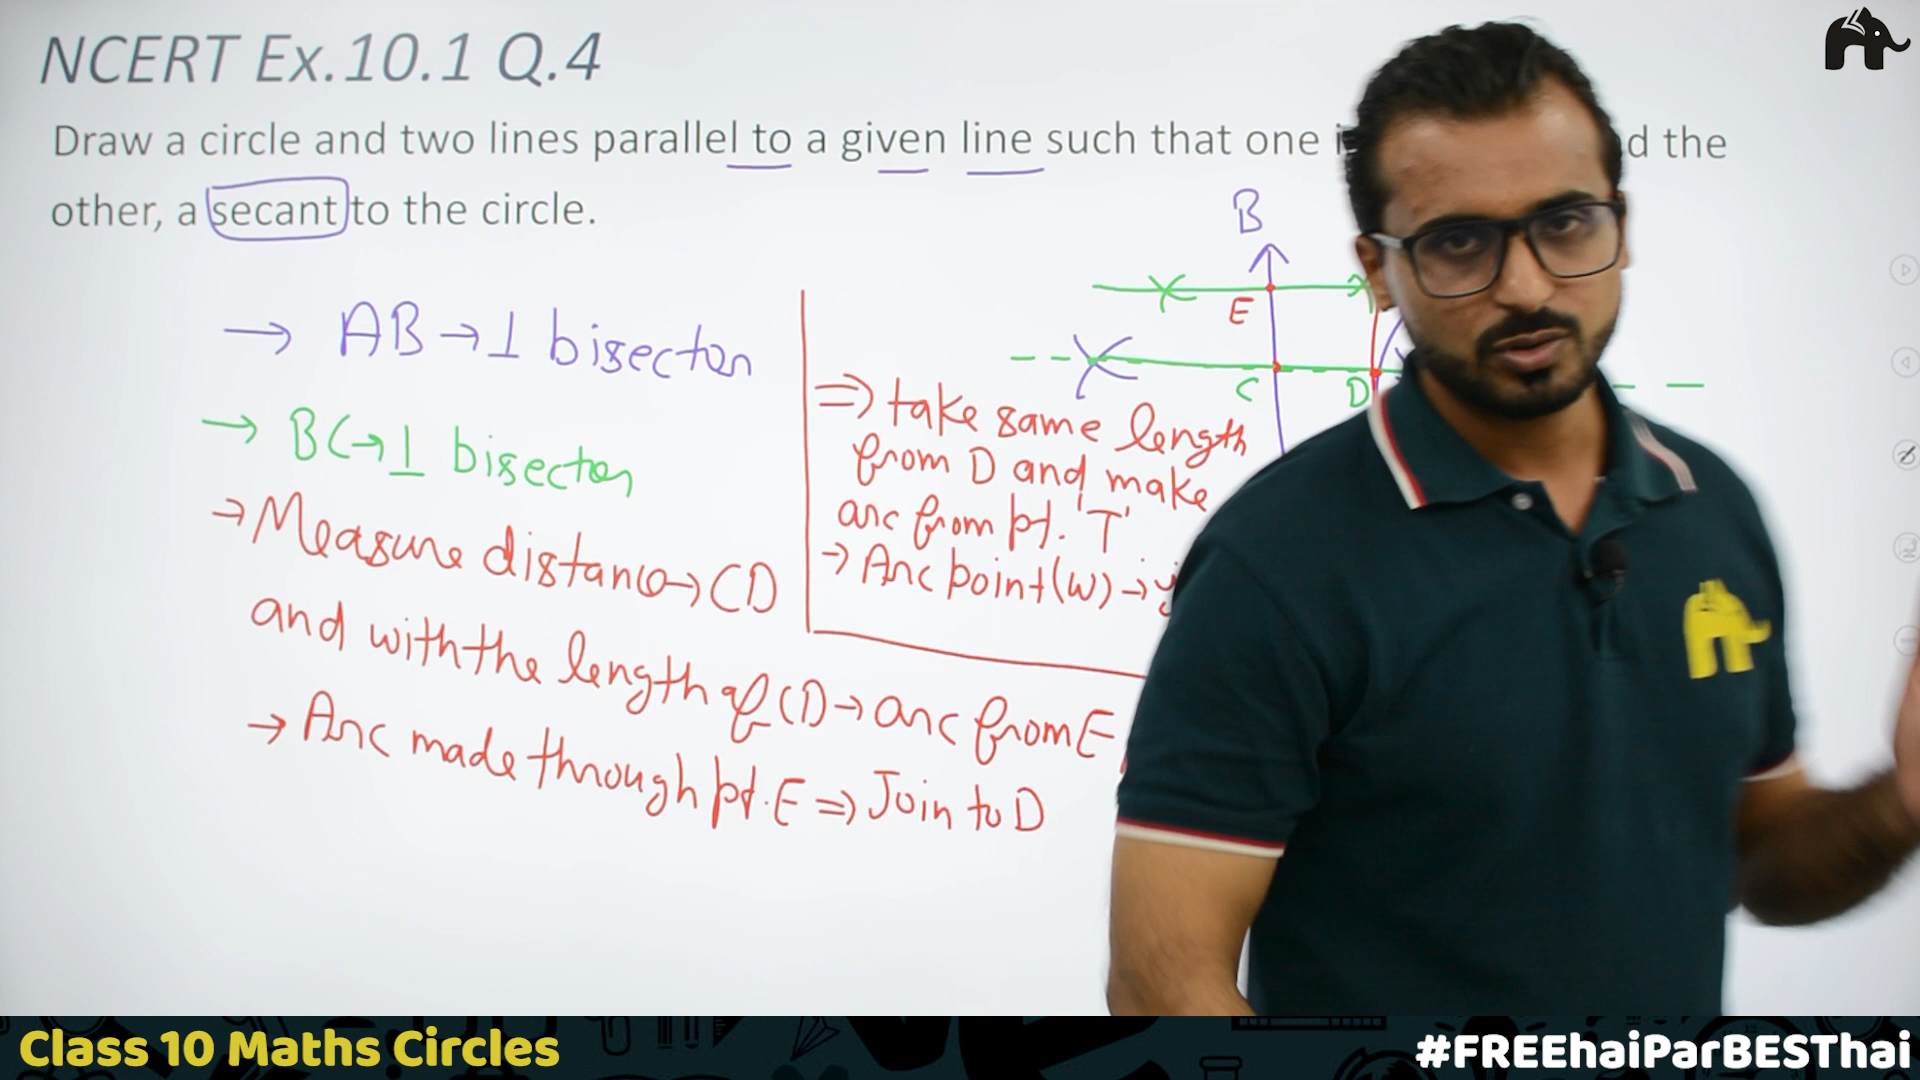 NCERT Ex.10.1 Q.4
Draw a circle and two lines parallel to a given line such that one d the
other, a secant to the circle.
→ AB → ⊥ bisector
→ BC → ⊥ bisector
→ Measure distance → CD
and with the length of CD → arc from E
→ Arc made through pt. E ⇒ Join to D
⇒ take same length
from D and make
arc from pt. 'T'
→ Arc point (W) →
B
E
C
D
Class 10 Maths Circles
#FREEhaiParBESThai